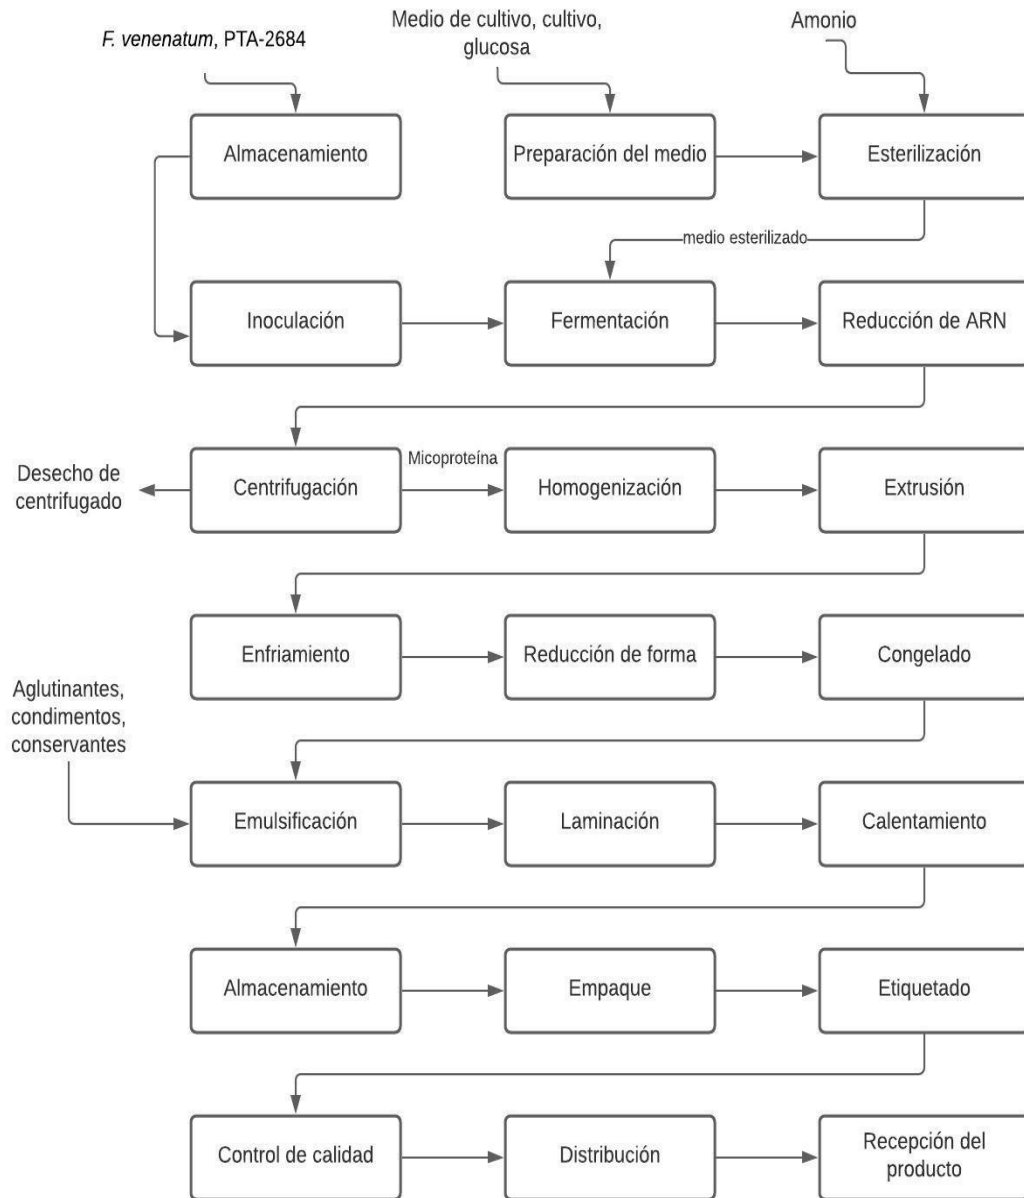 F. venenatum, PTA-2684
Medio de cultivo, cultivo,
glucosa
Amonio
Almacenamiento
Preparación del medio
Esterilización
medio esterilizado
Inoculación
Fermentación
Reducción de ARN
Desecho de
centrifugado
Centrifugación
Micoproteína
Homogenización
Extrusión
Enfriamiento
Reducción de forma
Congelado
Aglutinantes,
condimentos,
conservantes
Emulsificación
Laminación
Calentamiento
Almacenamiento
Empaque
Etiquetado
Control de calidad
Distribución
Recepción del
producto